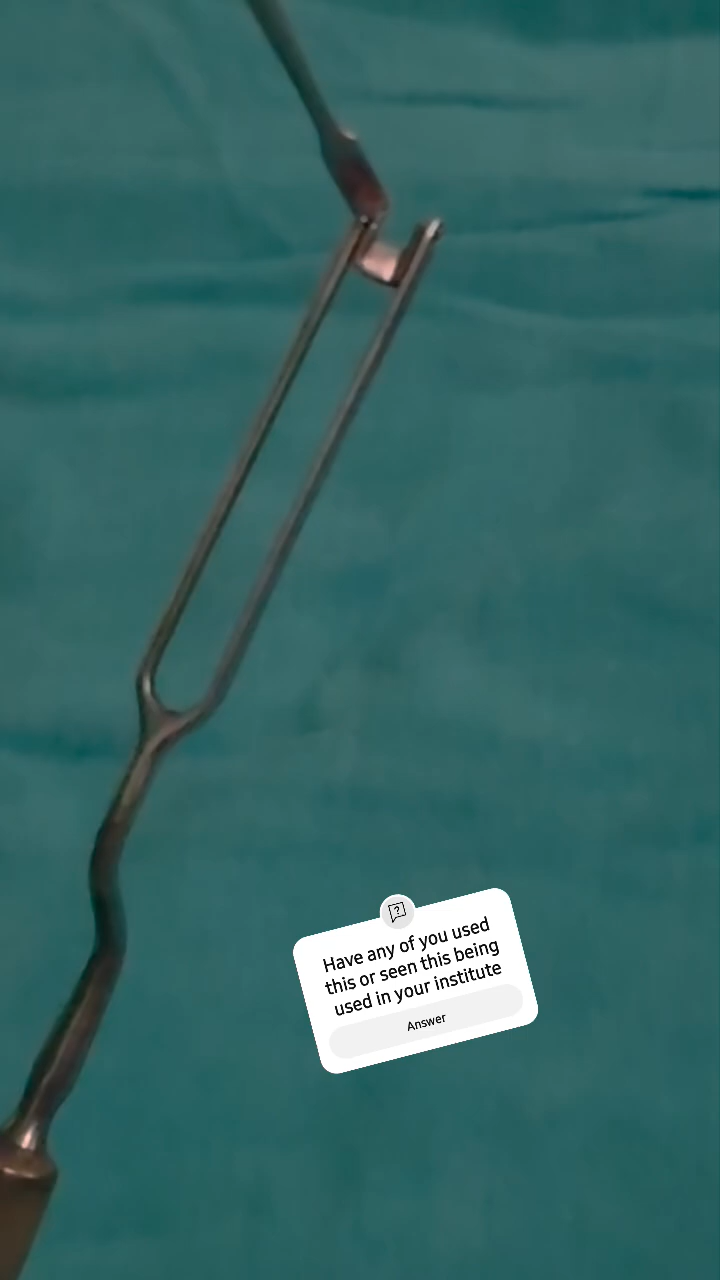 ?
Have any of you used
this or seen this being
used in your institute
Answer